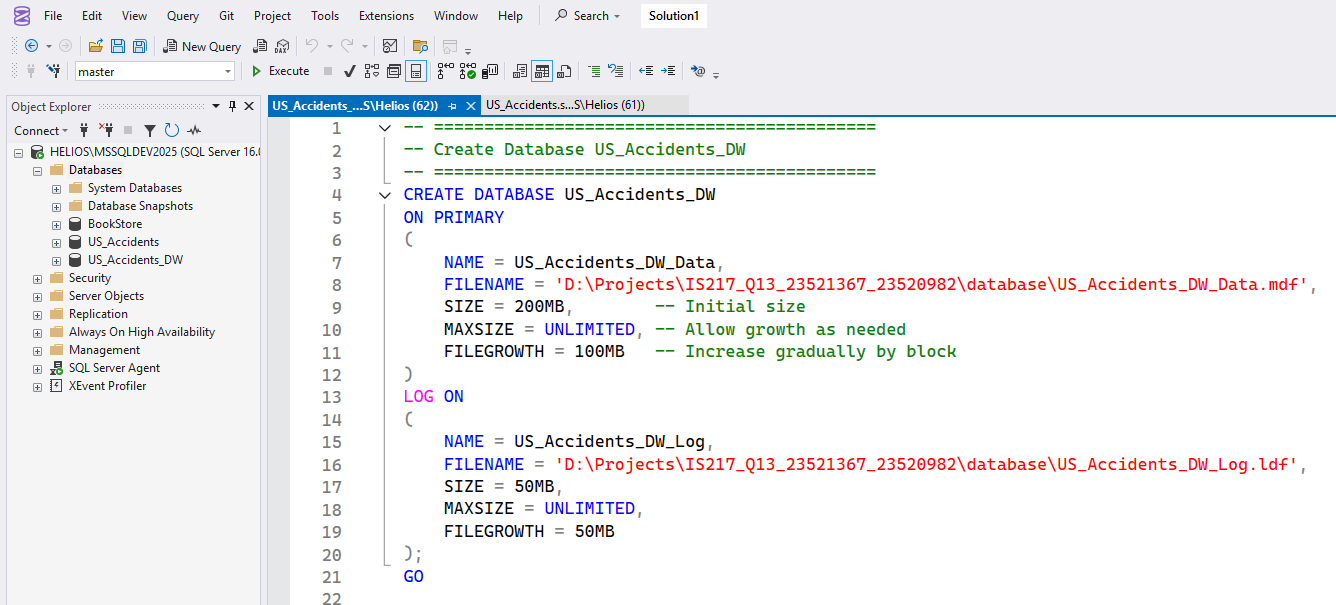 File Edit View Query Git Project Tools Extensions Window Help Search Solution1
New Query DAX
master Execute
Object Explorer
Connect
HELIOS\MSSQLDEV2025 (SQL Server 16.0
Databases
System Databases
Database Snapshots
BookStore
US_Accidents
US_Accidents_DW
Security
Server Objects
Replication
Always On High Availability
Management
SQL Server Agent
XEvent Profiler
US_Accidents_...S\Helios (62)) US_Accidents.s...S\Helios (61))
1 -- ============================================
2 -- Create Database US_Accidents_DW
3 -- ============================================
4 CREATE DATABASE US_Accidents_DW
5 ON PRIMARY
6 (
7 NAME = US_Accidents_DW_Data,
8 FILENAME = 'D:\Projects\IS217_Q13_23521367_23520982\database\US_Accidents_DW_Data.mdf',
9 SIZE = 200MB, -- Initial size
10 MAXSIZE = UNLIMITED, -- Allow growth as needed
11 FILEGROWTH = 100MB -- Increase gradually by block
12 )
13 LOG ON
14 (
15 NAME = US_Accidents_DW_Log,
16 FILENAME = 'D:\Projects\IS217_Q13_23521367_23520982\database\US_Accidents_DW_Log.ldf',
17 SIZE = 50MB,
18 MAXSIZE = UNLIMITED,
19 FILEGROWTH = 50MB
20 );
21 GO
22